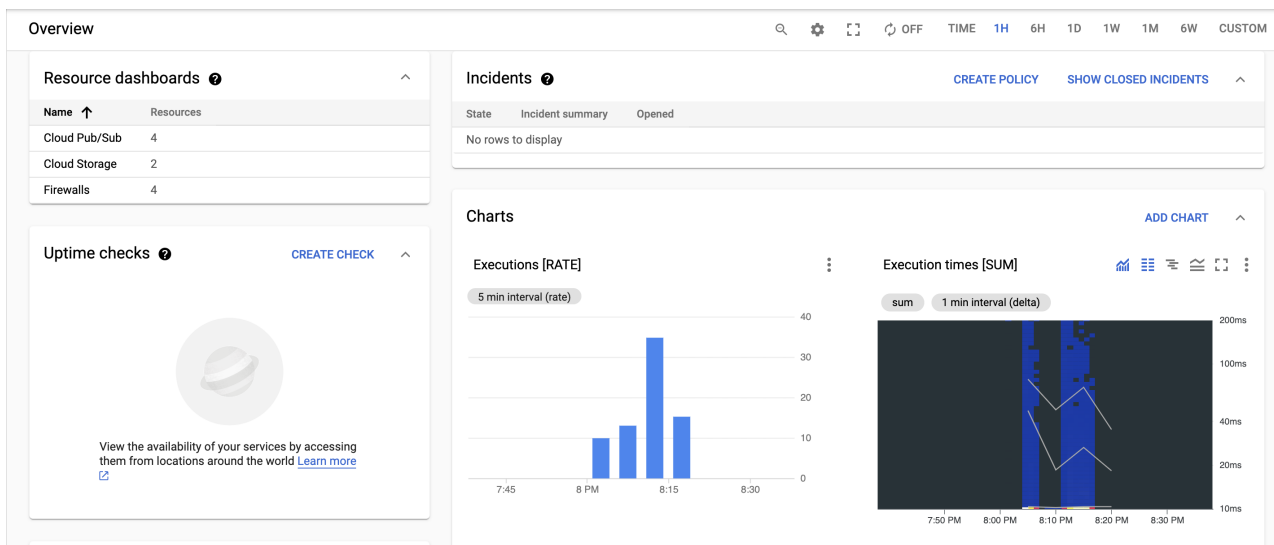 Overview
OFF TIME 1H 6H 1D 1W 1M 6W CUSTOM
Resource dashboards
Name Resources
Cloud Pub/Sub 4
Cloud Storage 2
Firewalls 4
Uptime checks CREATE CHECK
View the availability of your services by accessing
them from locations around the world Learn more
Incidents CREATE POLICY SHOW CLOSED INCIDENTS
State Incident summary Opened
No rows to display
Charts ADD CHART
Executions [RATE]
5 min interval (rate)
40
30
20
10
0
7:45 8 PM 8:15 8:30
Execution times [SUM]
sum 1 min interval (delta)
200ms
100ms
40ms
20ms
10ms
7:50 PM 8:00 PM 8:10 PM 8:20 PM 8:30 PM